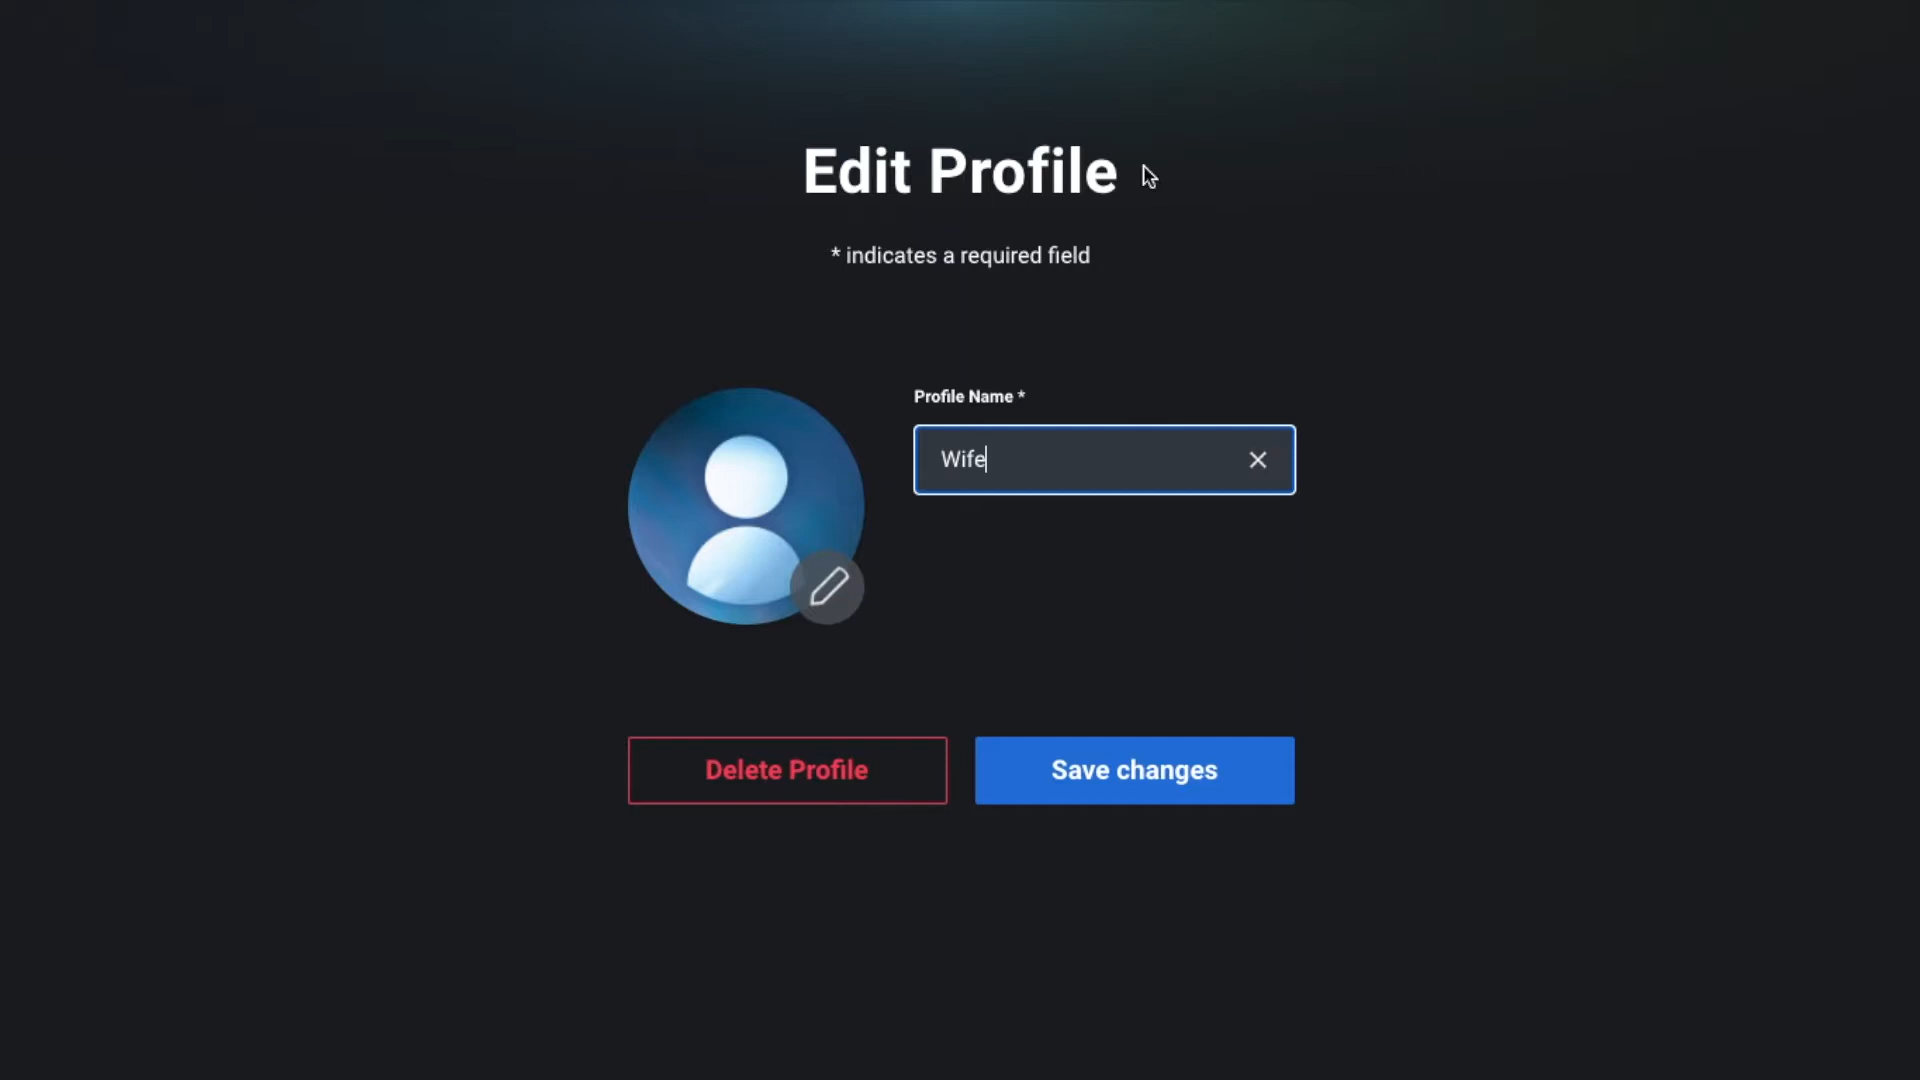 Edit Profile
* indicates a required field
Profile Name *
Wife
Delete Profile
Save changes